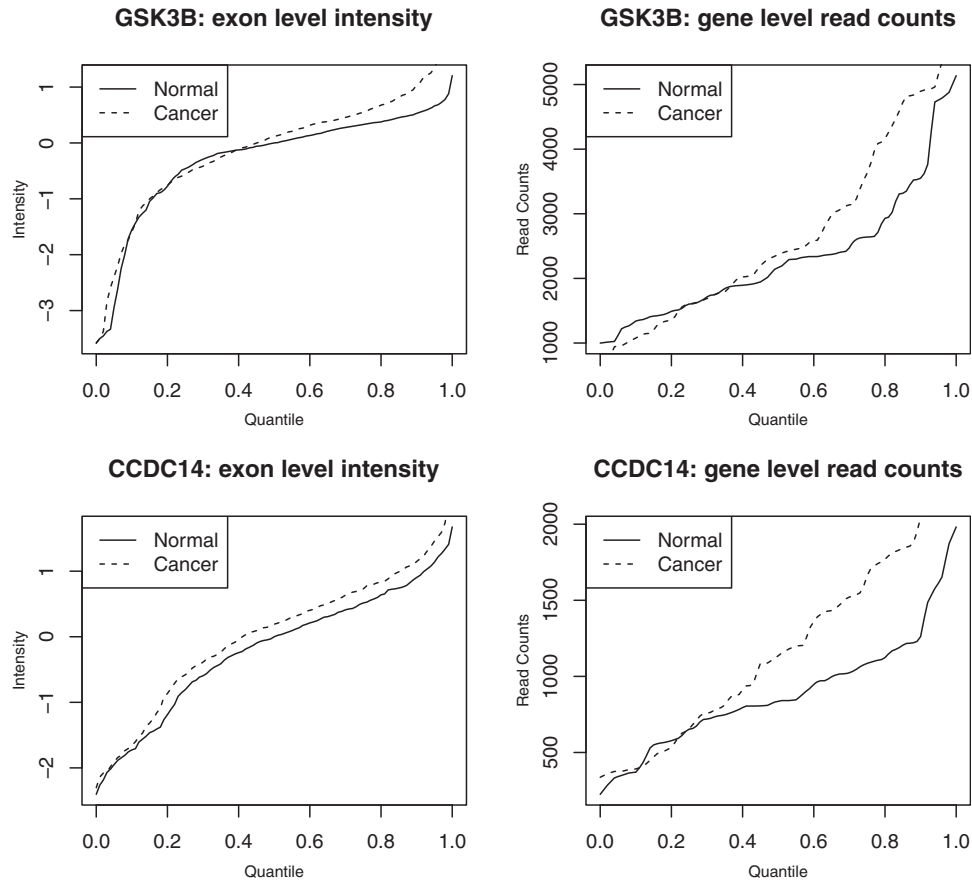 GSK3B: exon level intensity
Normal
Cancer
Intensity
1
0
−1
−2
−3
0.0 0.2 0.4 0.6 0.8 1.0
Quantile
GSK3B: gene level read counts
Normal
Cancer
Read Counts
5000
4000
3000
2000
1000
0.0 0.2 0.4 0.6 0.8 1.0
Quantile
CCDC14: exon level intensity
Normal
Cancer
Intensity
1
0
−1
−2
0.0 0.2 0.4 0.6 0.8 1.0
Quantile
CCDC14: gene level read counts
Normal
Cancer
Read Counts
2000
1500
1000
500
0.0 0.2 0.4 0.6 0.8 1.0
Quantile